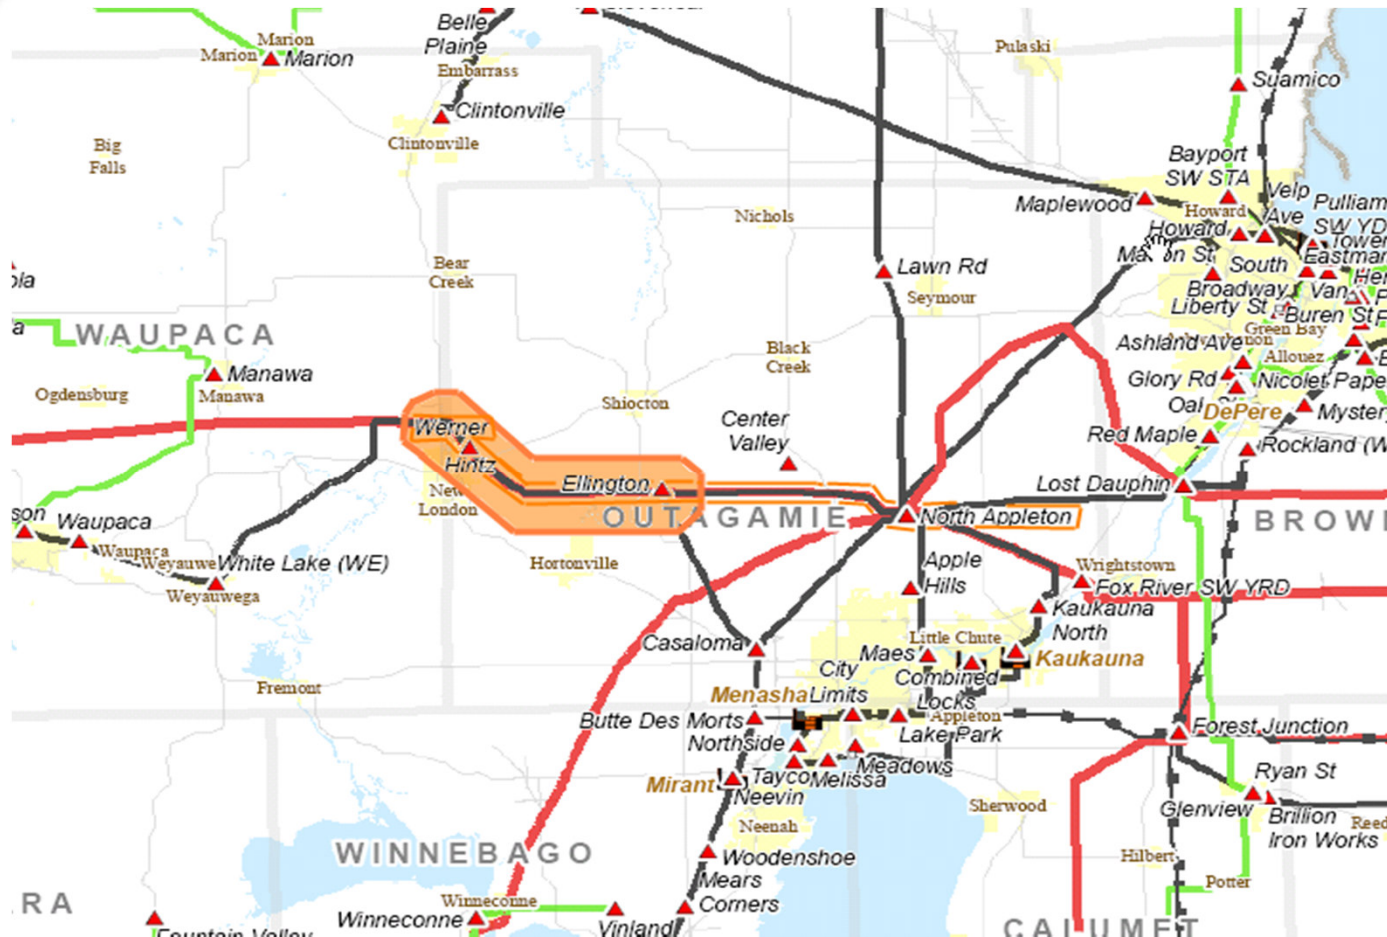 Belle
Plaine
Embarrass
Marion
Marion
Marion
Clintonville
Clintonville
Pulaski
Suamico
Big
Falls
Bayport
SW STA
Velp
Ave
Pulliam
SW YD
Maplewood
Howard
Howard
Nichols
Tower
Bear
Creek
Lawn Rd
Seymour
South
Broadway
Liberty St
Van
Buren St
Green Bay
Allouez
WAUPACA
Manawa
Manawa
Ogdensburg
Black
Creek
Ashland Ave
Glory Rd
Nicolet Pape
DePere
Mystery
Shiocton
Center
Valley
Red Maple
Rockland (W
Werner
Hintz
New
London
Ellington
Lost Dauphin
OUTAGAMIE
North Appleton
BROW
son
Waupaca
Waupaca
Weyauwe
White Lake (WE)
Weyauwega
Hortonville
Apple
Hills
Wrightstown
Fox River SW YRD
Kaukauna
North
Casaloma
Little Chute
Maes
Kaukauna
Combined
Locks
City
Limits
Menasha
Fremont
Butte Des Morts
Appleton
Lake Park
Forest Junction
Northside
Meadows
Mirant
Tayco
Melissa
Neevin
Ryan St
Glenview
Brillion
Iron Works
Reed
Sherwood
Neenah
WINNEBAGO
Woodenshoe
Hilbert
Mears
Corners
Potter
RA
Winneconne
Winneconne
Vinland
Fountain Valley
CALUMET